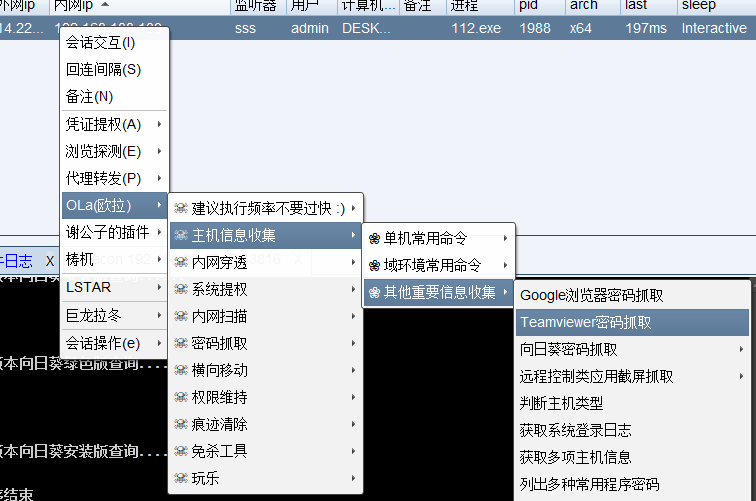 外网ip 内网ip 监听器 用户 计算机... 备注 进程 pid arch last sleep
14.22... sss admin DESK... 112.exe 1988 x64 197ms Interactive
会话交互(I)
回连间隔(S)
备注(N)
凭证提权(A)
浏览探测(E)
代理转发(P)
OLa(欧拉)
谢公子的插件
梼杌
LSTAR
巨龙拉冬
会话操作(e)
建议执行频率不要过快 :)
主机信息收集
内网穿透
系统提权
内网扫描
密码抓取
横向移动
权限维持
痕迹清除
免杀工具
玩乐
单机常用命令
域环境常用命令
其他重要信息收集
Google浏览器密码抓取
Teamviewer密码抓取
向日葵密码抓取
远程控制类应用截屏抓取
判断主机类型
获取系统登录日志
获取多项主机信息
列出多种常用程序密码
件日志 X
版本向日葵绿色版查询....
版本向日葵安装版查询....
结束